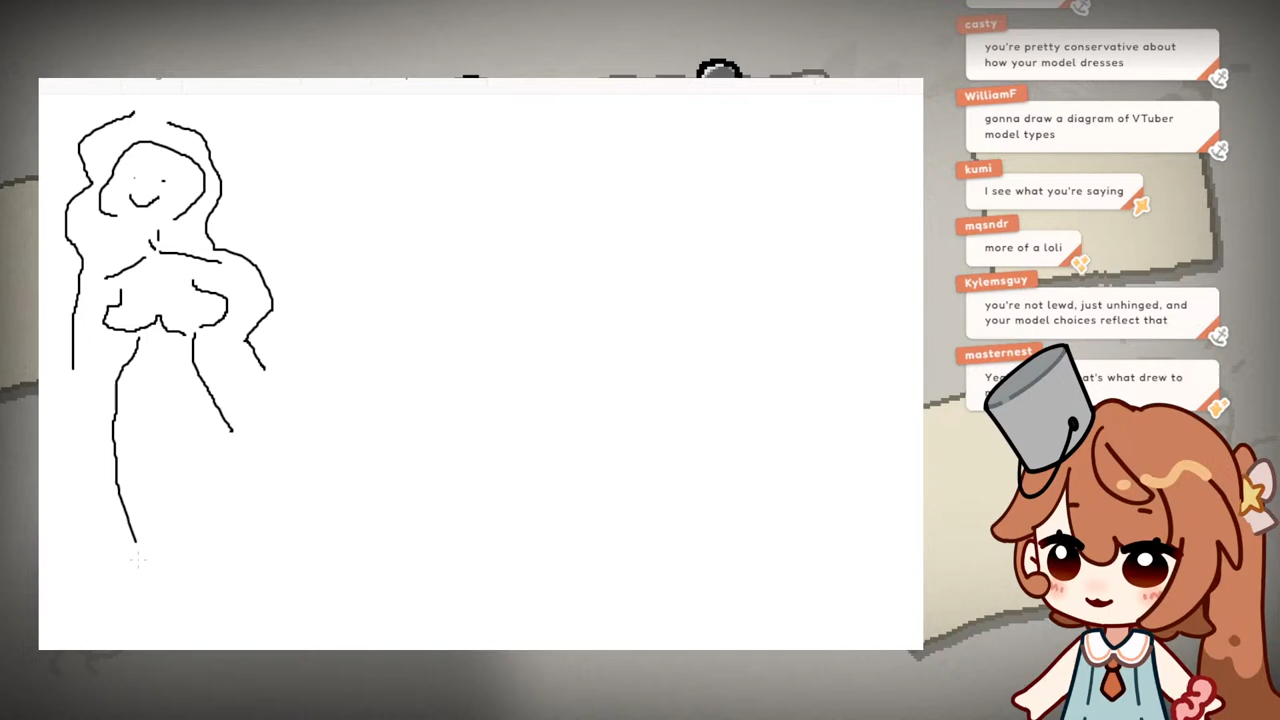 casty
you're pretty conservative about
how your model dresses
WilliamF
gonna draw a diagram of VTuber
model types
kumi
I see what you're saying
mqsndr
more of a loli
Kylemsguy
you're not lewd, just unhinged, and
your model choices reflect that
masternest
at's what drew to